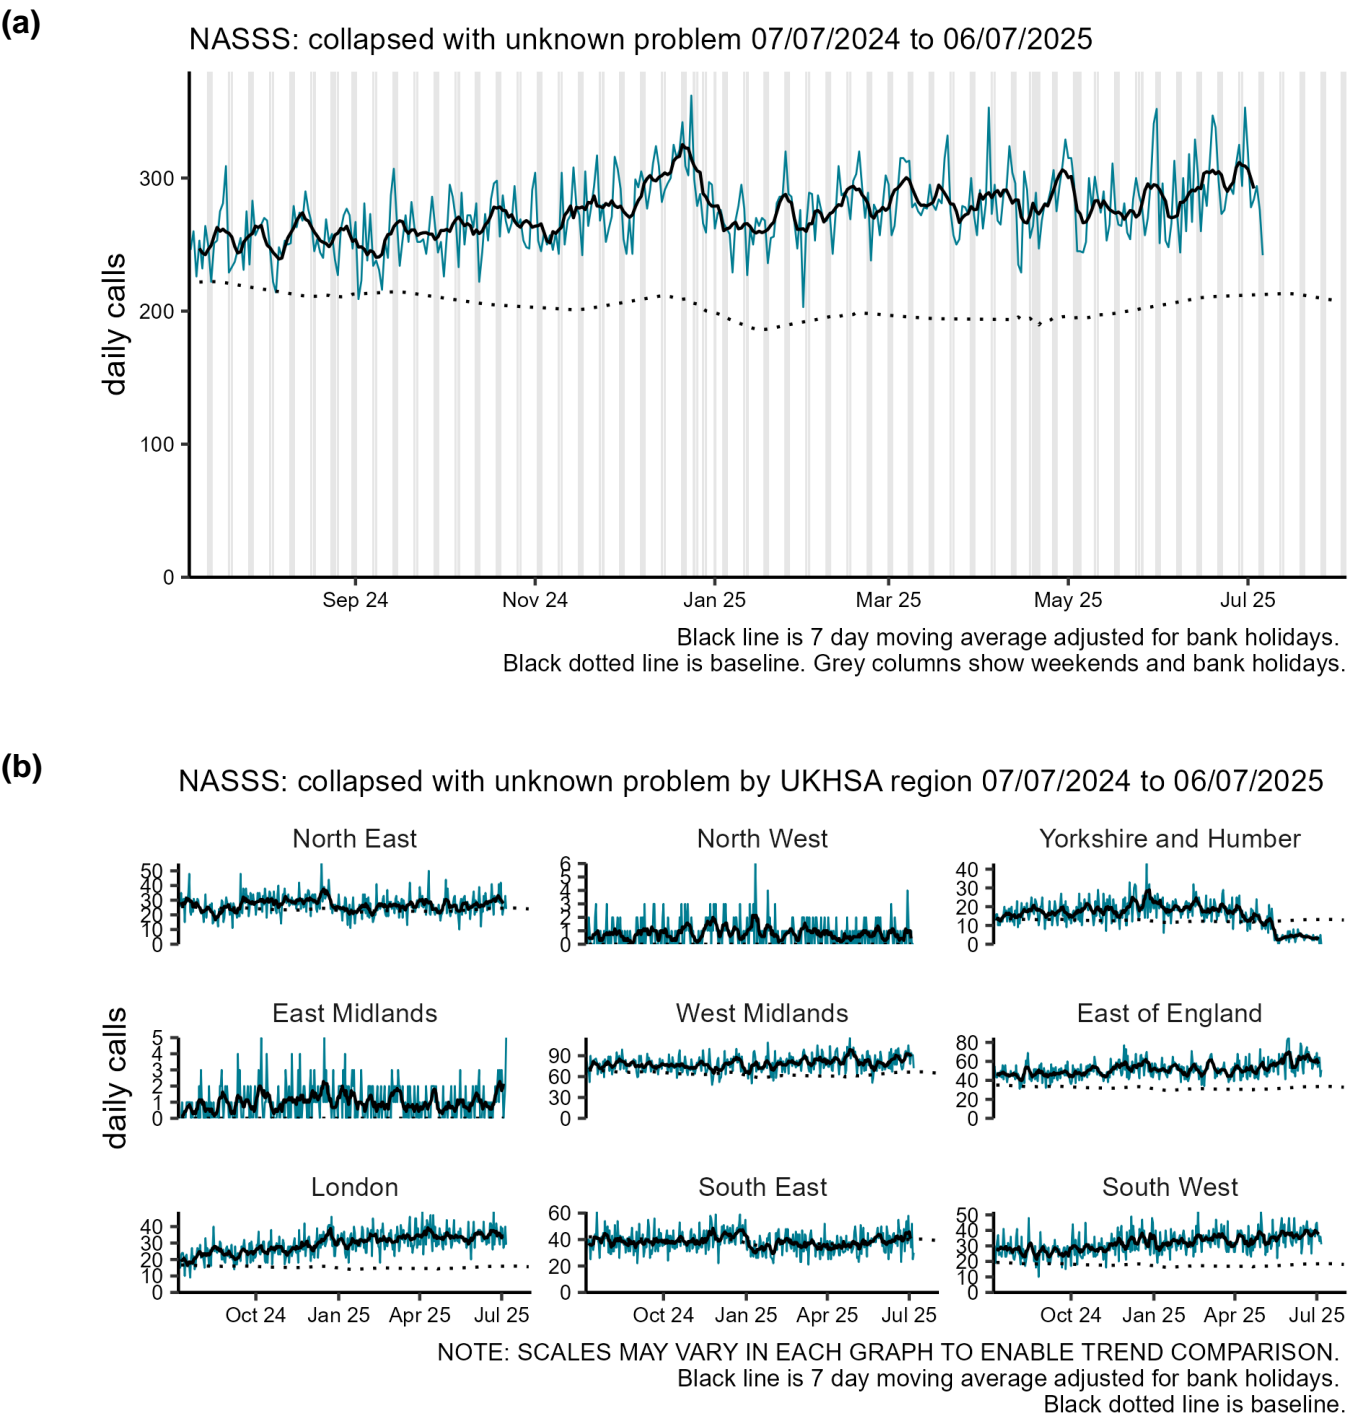 (a)
NASSS: collapsed with unknown problem 07/07/2024 to 06/07/2025
daily calls
300
200
100
0
Sep 24 Nov 24 Jan 25 Mar 25 May 25 Jul 25
Black line is 7 day moving average adjusted for bank holidays.
Black dotted line is baseline. Grey columns show weekends and bank holidays.
(b)
NASSS: collapsed with unknown problem by UKHSA region 07/07/2024 to 06/07/2025
daily calls
North East
50
40
30
20
10
0
North West
6
5
4
3
2
1
0
Yorkshire and Humber
40
30
20
10
0
East Midlands
5
4
3
2
1
0
West Midlands
90
60
30
0
East of England
80
60
40
20
0
London
40
30
20
10
0
South East
60
40
20
0
South West
50
40
30
20
10
0
Oct 24 Jan 25 Apr 25 Jul 25
Oct 24 Jan 25 Apr 25 Jul 25
Oct 24 Jan 25 Apr 25 Jul 25
NOTE: SCALES MAY VARY IN EACH GRAPH TO ENABLE TREND COMPARISON.
Black line is 7 day moving average adjusted for bank holidays.
Black dotted line is baseline.